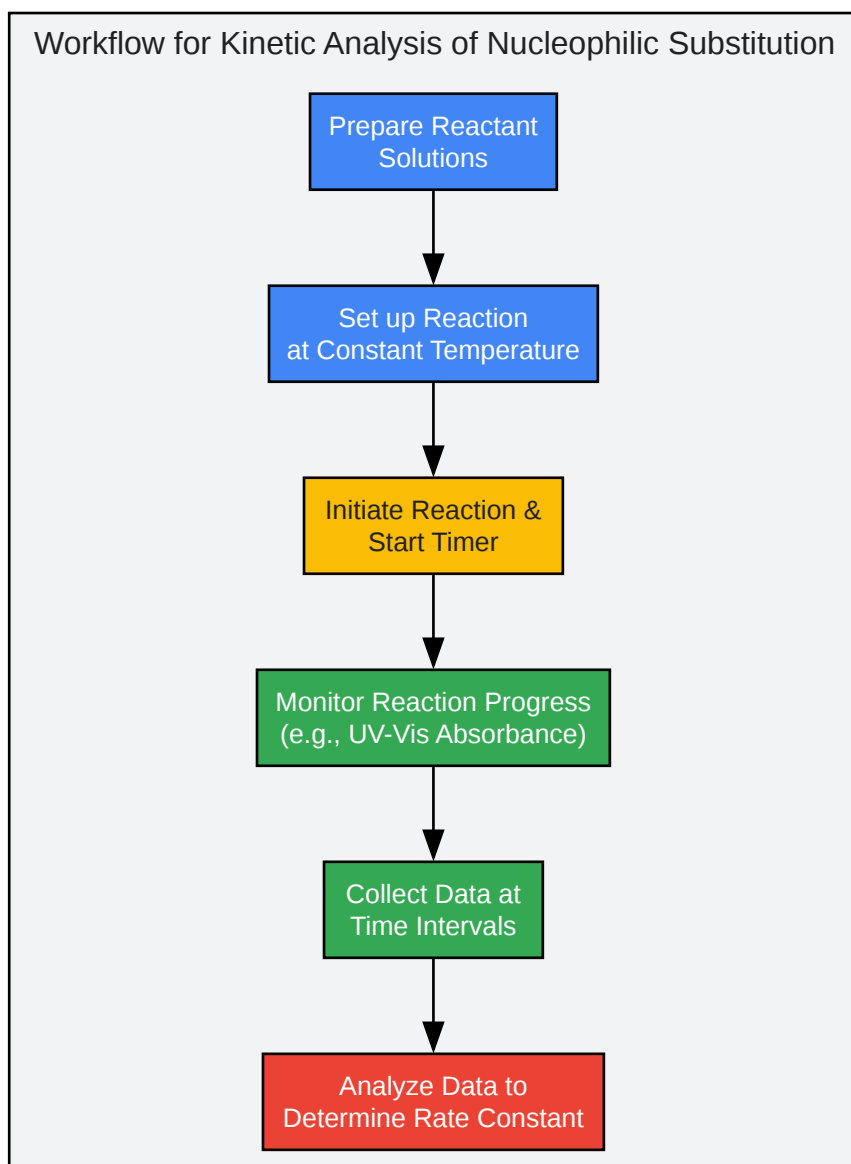 Workflow for Kinetic Analysis of Nucleophilic Substitution
Prepare Reactant
Solutions
Set up Reaction
at Constant Temperature
Initiate Reaction &
Start Timer
Monitor Reaction Progress
(e.g., UV-Vis Absorbance)
Collect Data at
Time Intervals
Analyze Data to
Determine Rate Constant